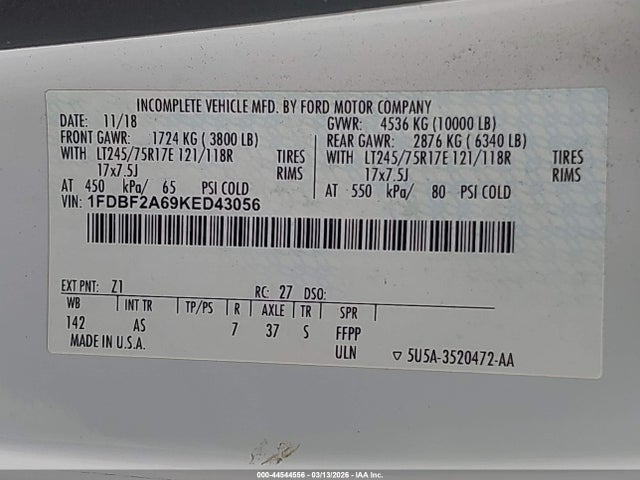 INCOMPLETE VEHICLE MFD. BY FORD MOTOR COMPANY
DATE: 11/18 GVWR: 4536 KG (10000 LB)
FRONT GAWR: 1724 KG ( 3800 LB) REAR GAWR: 2876 KG ( 6340 LB)
WITH LT245/75R17E 121/118R TIRES WITH LT245/75R17E 121/118R TIRES
17x7.5J RIMS 17x7.5J RIMS
AT 450 kPa/ 65 PSI COLD AT 550 kPa/ 80 PSI COLD
VIN: 1FDBF2A69KED43056
EXT PNT: Z1 RC: 27 DSO:
WB INT TR TP/PS R AXLE TR SPR
142 AS 7 37 S FFPP
MADE IN U.S.A. ULN ▽ 5U5A-3520472-AA
000-44544556 - 03/13/2026 - IAA Inc.